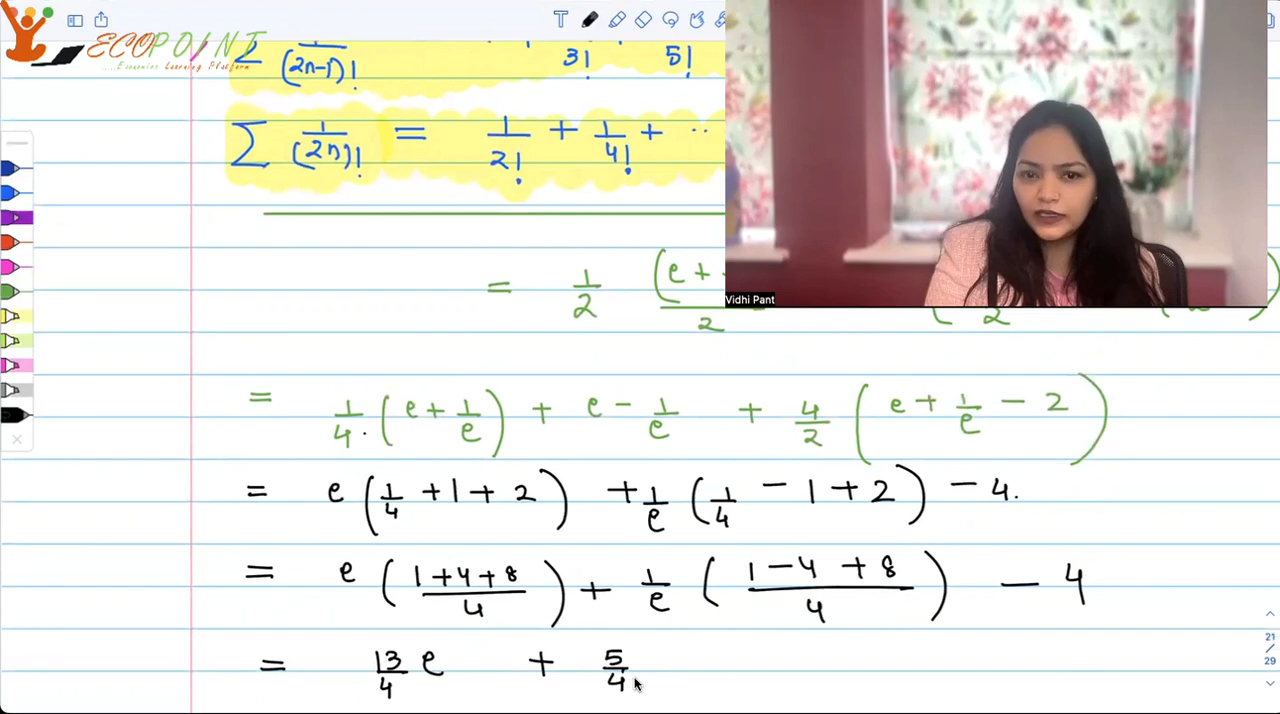 ECOPOINT
....Economics Learning Platform
Σ 1/(2n-1)! 3! 5!
Σ 1/(2n)! = 1/2! + 1/4! + ..
Vidhi Pant
= 1/2 (e + /2 2
= 1/4 . (e + 1/e) + e - 1/e + 4/2 (e + 1/e - 2)
= e (1/4 + 1 + 2) + 1/e (1/4 - 1 + 2) - 4.
= e ((1+4+8)/4) + 1/e ((1-4+8)/4) - 4
= 13/4 e + 5/4
21
/
29